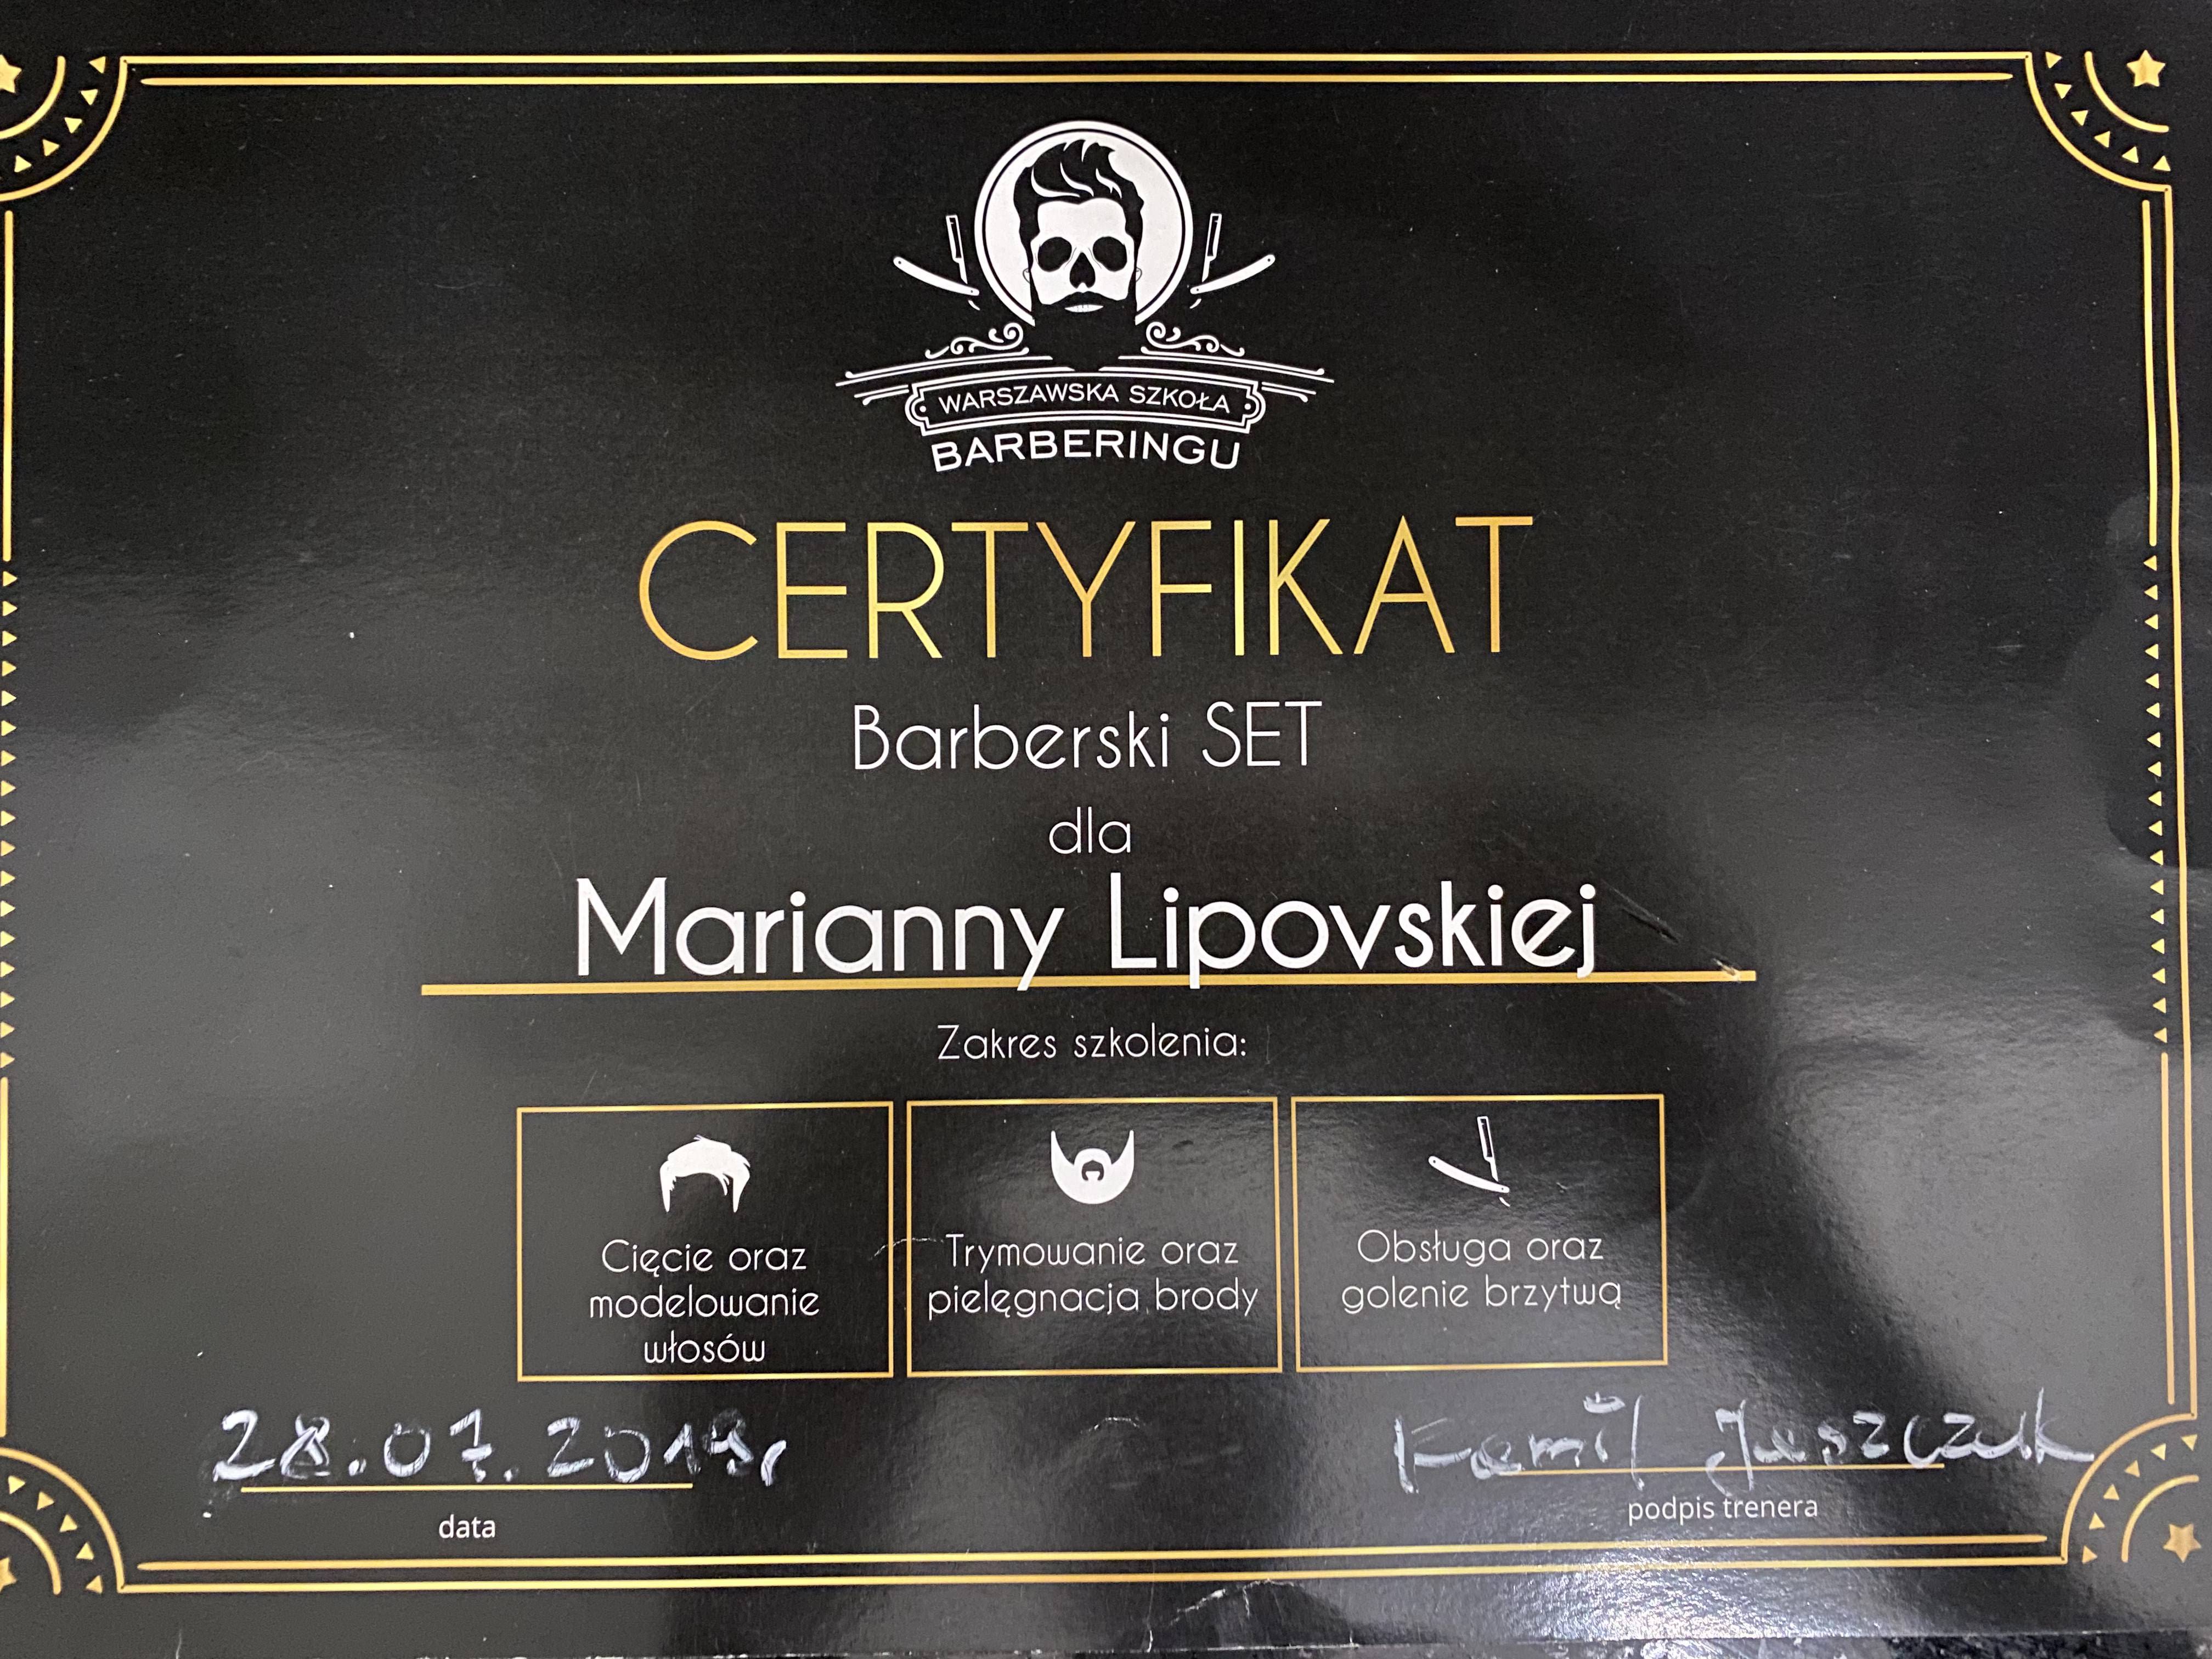 WARSZAWSKA SZKOŁA
BARBERINGU
CERTYFIKAT
Barberski SET
dla
Marianny Lipovskiej
Zakres szkolenia:
Cięcie oraz
modelowanie
włosów
Trymowanie oraz
pielęgnacja brody
Obsługa oraz
golenie brzytwą
28.07.2019r
data
Kamil Juszczuk
podpis trenera